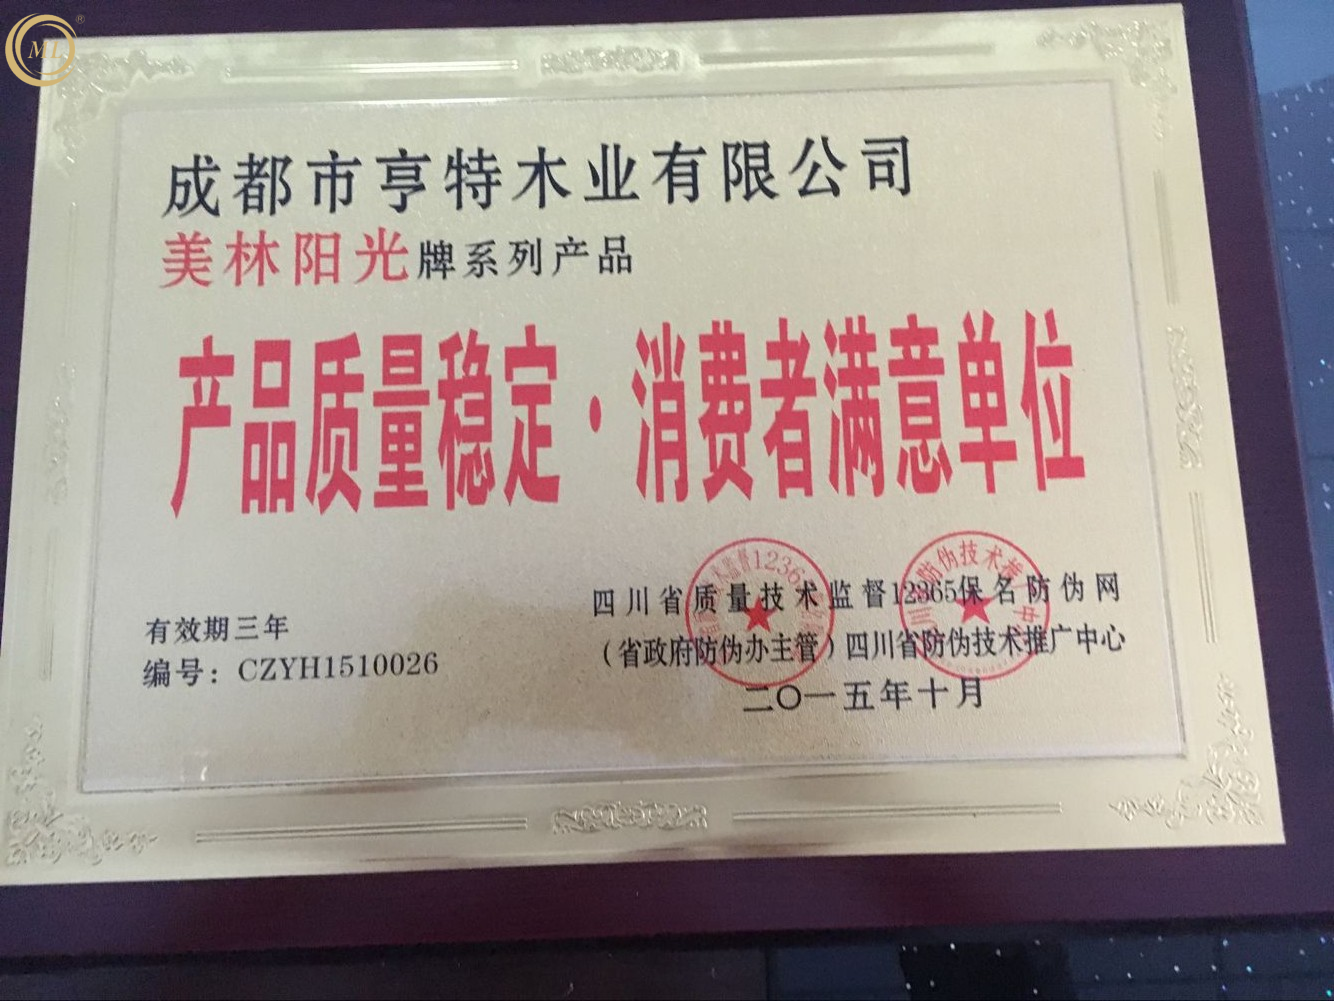 ML®
成都市亨特木业有限公司
美林阳光牌系列产品
产品质量稳定·消费者满意单位
有效期三年
编号：CZYH1510026
四川省质量技术监督12365保名防伪网
（省政府防伪办主管）四川省防伪技术推广中心
二〇一五年十月